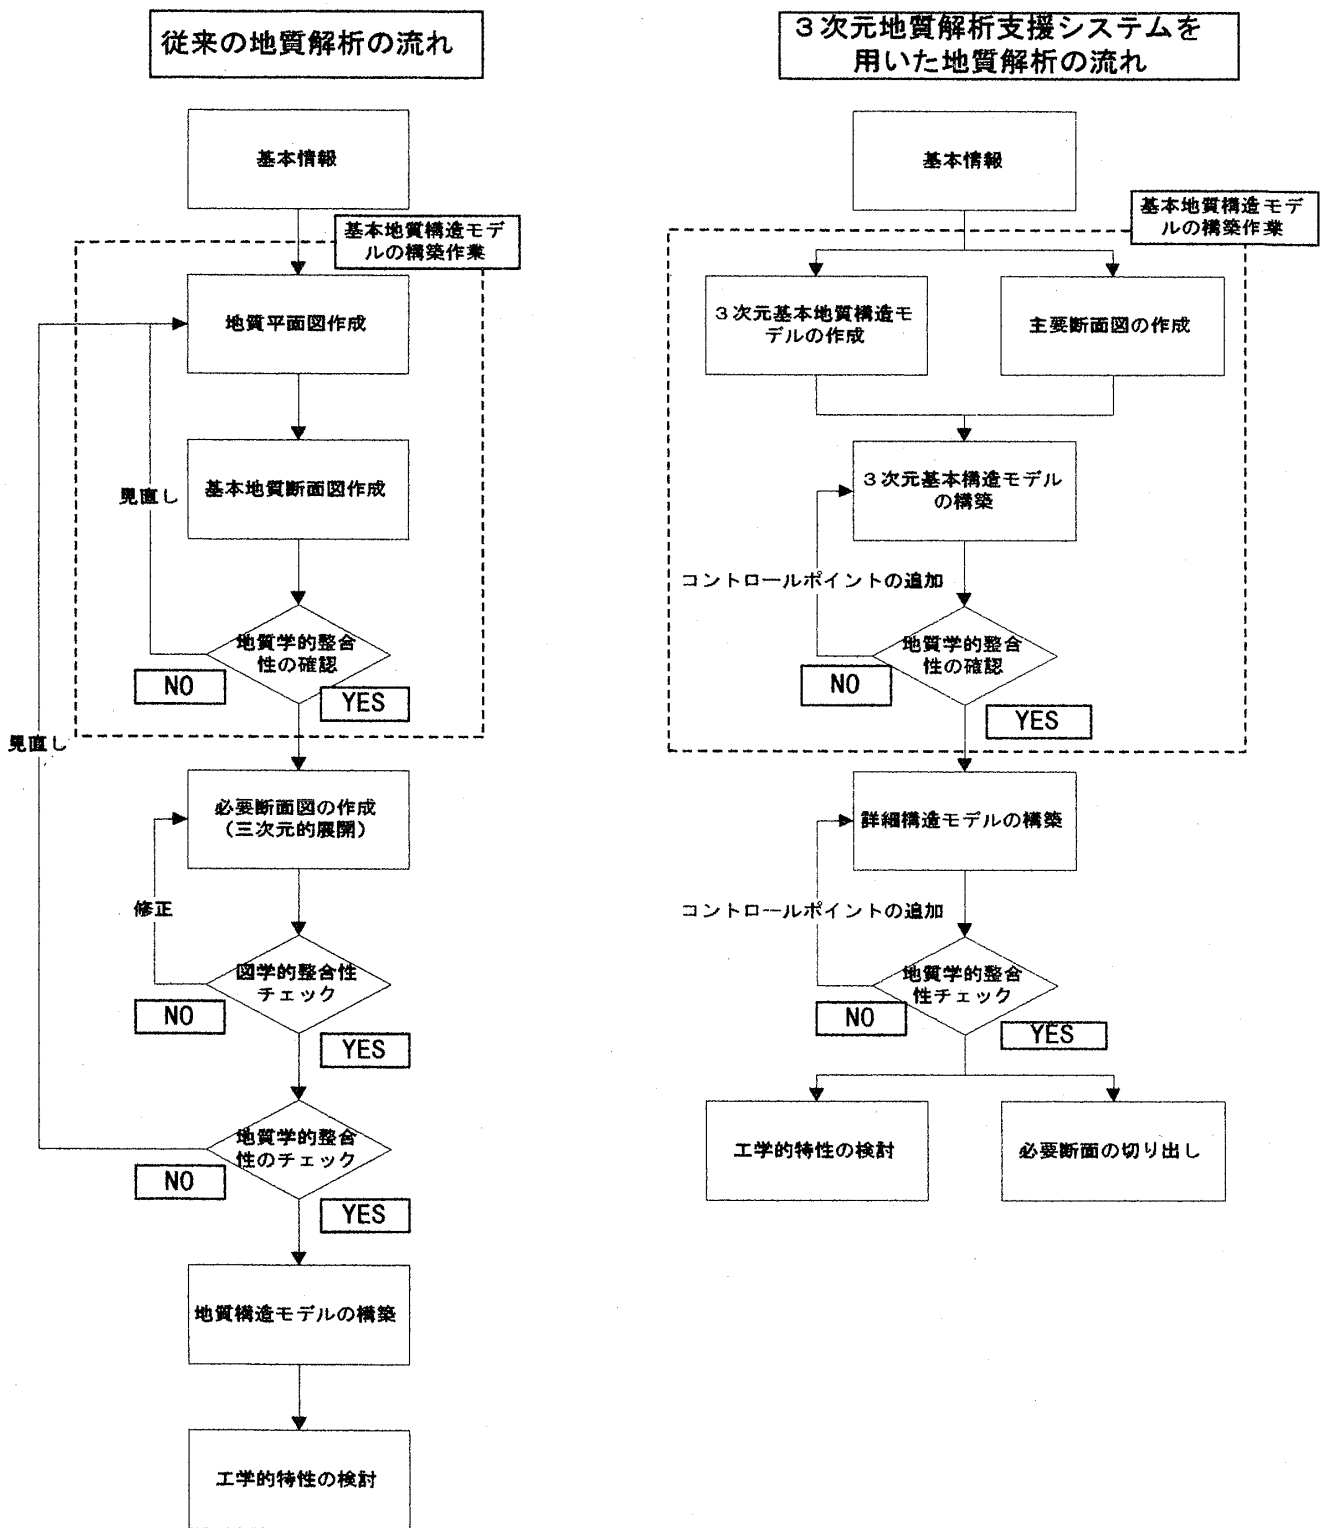 従来の地質解析の流れ
基本情報
基本地質構造モデ
ルの構築作業
地質平面図作成
見直し
基本地質断面図作成
地質学的整合
性の確認
NO
YES
見直し
必要断面図の作成
（三次元的展開）
修正
図学的整合性
チェック
NO
YES
地質学的整合
性のチェック
NO
YES
地質構造モデルの構築
工学的特性の検討
３次元地質解析支援システムを
用いた地質解析の流れ
基本情報
基本地質構造モデ
ルの構築作業
３次元基本地質構造モ
デルの作成
主要断面図の作成
３次元基本構造モデル
の構築
コントロールポイントの追加
地質学的整合
性の確認
NO
YES
詳細構造モデルの構築
コントロールポイントの追加
地質学的整合
性チェック
NO
YES
工学的特性の検討
必要断面の切り出し